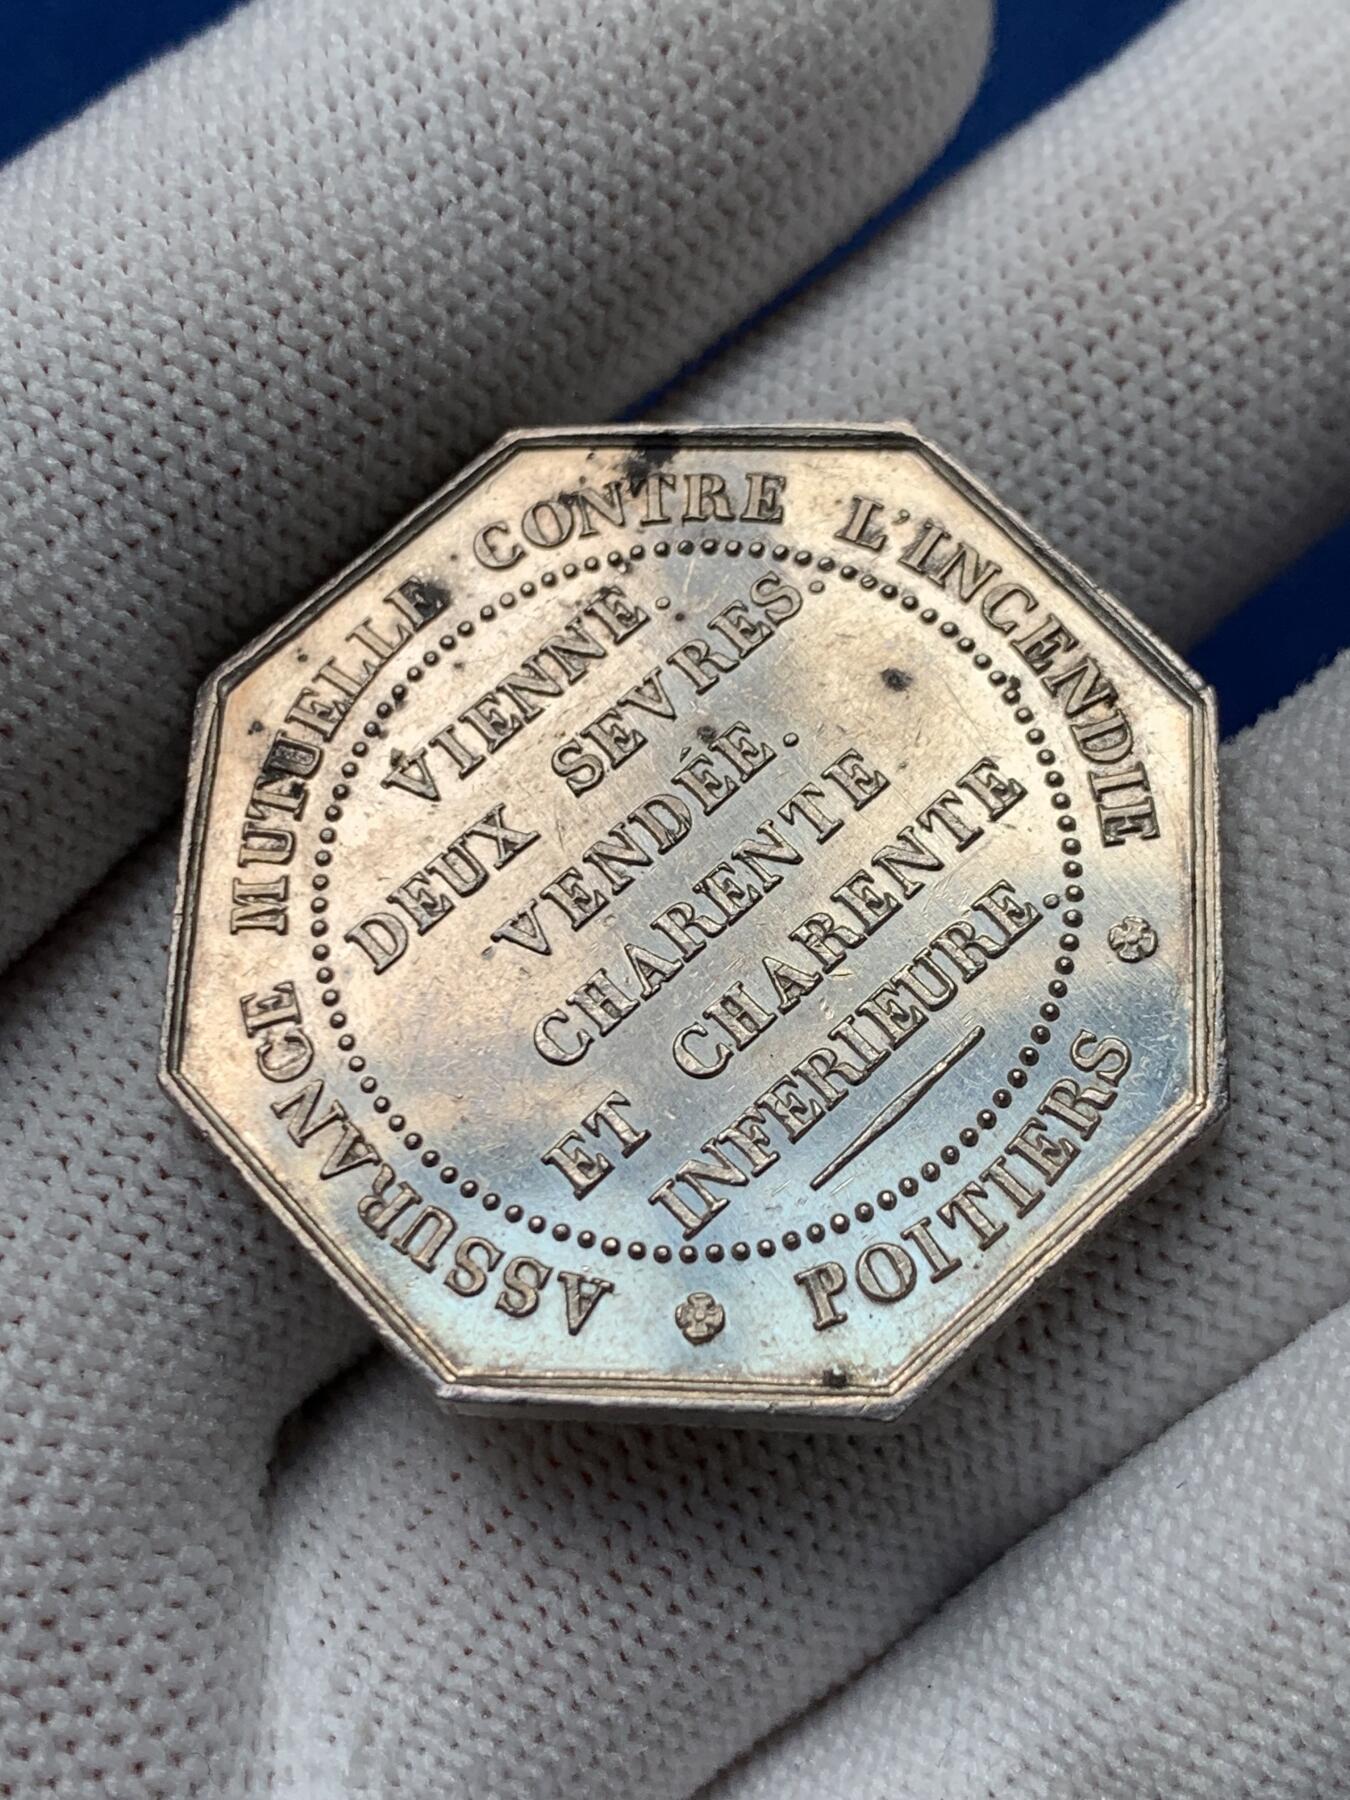 ASSURANCE MUTUELLE CONTRE L'INCENDIE
VIENNE.
DEUX SEVRES.
VENDÉE.
CHARENTE
ET CHARENTE
INFERIEURE.
POITIERS